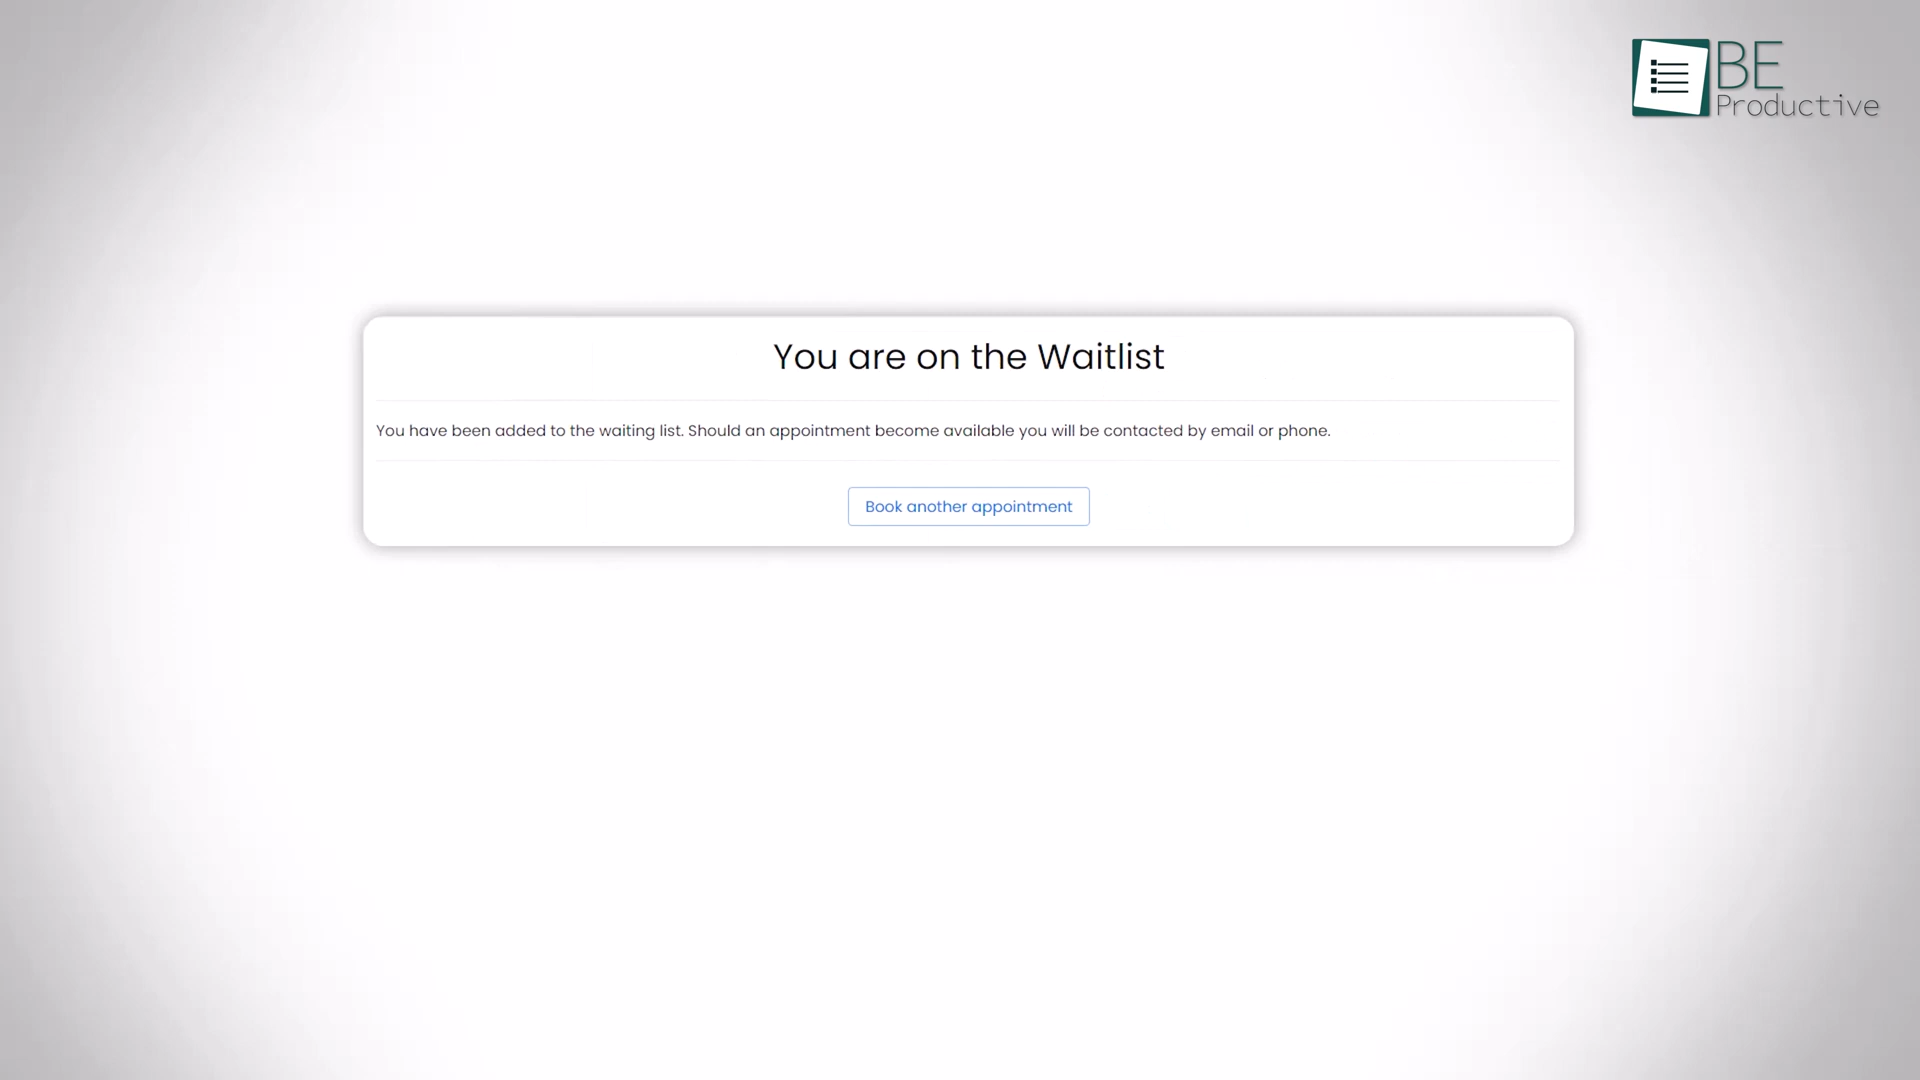 BE
Productive
You are on the Waitlist
You have been added to the waiting list. Should an appointment become available you will be contacted by email or phone.
Book another appointment